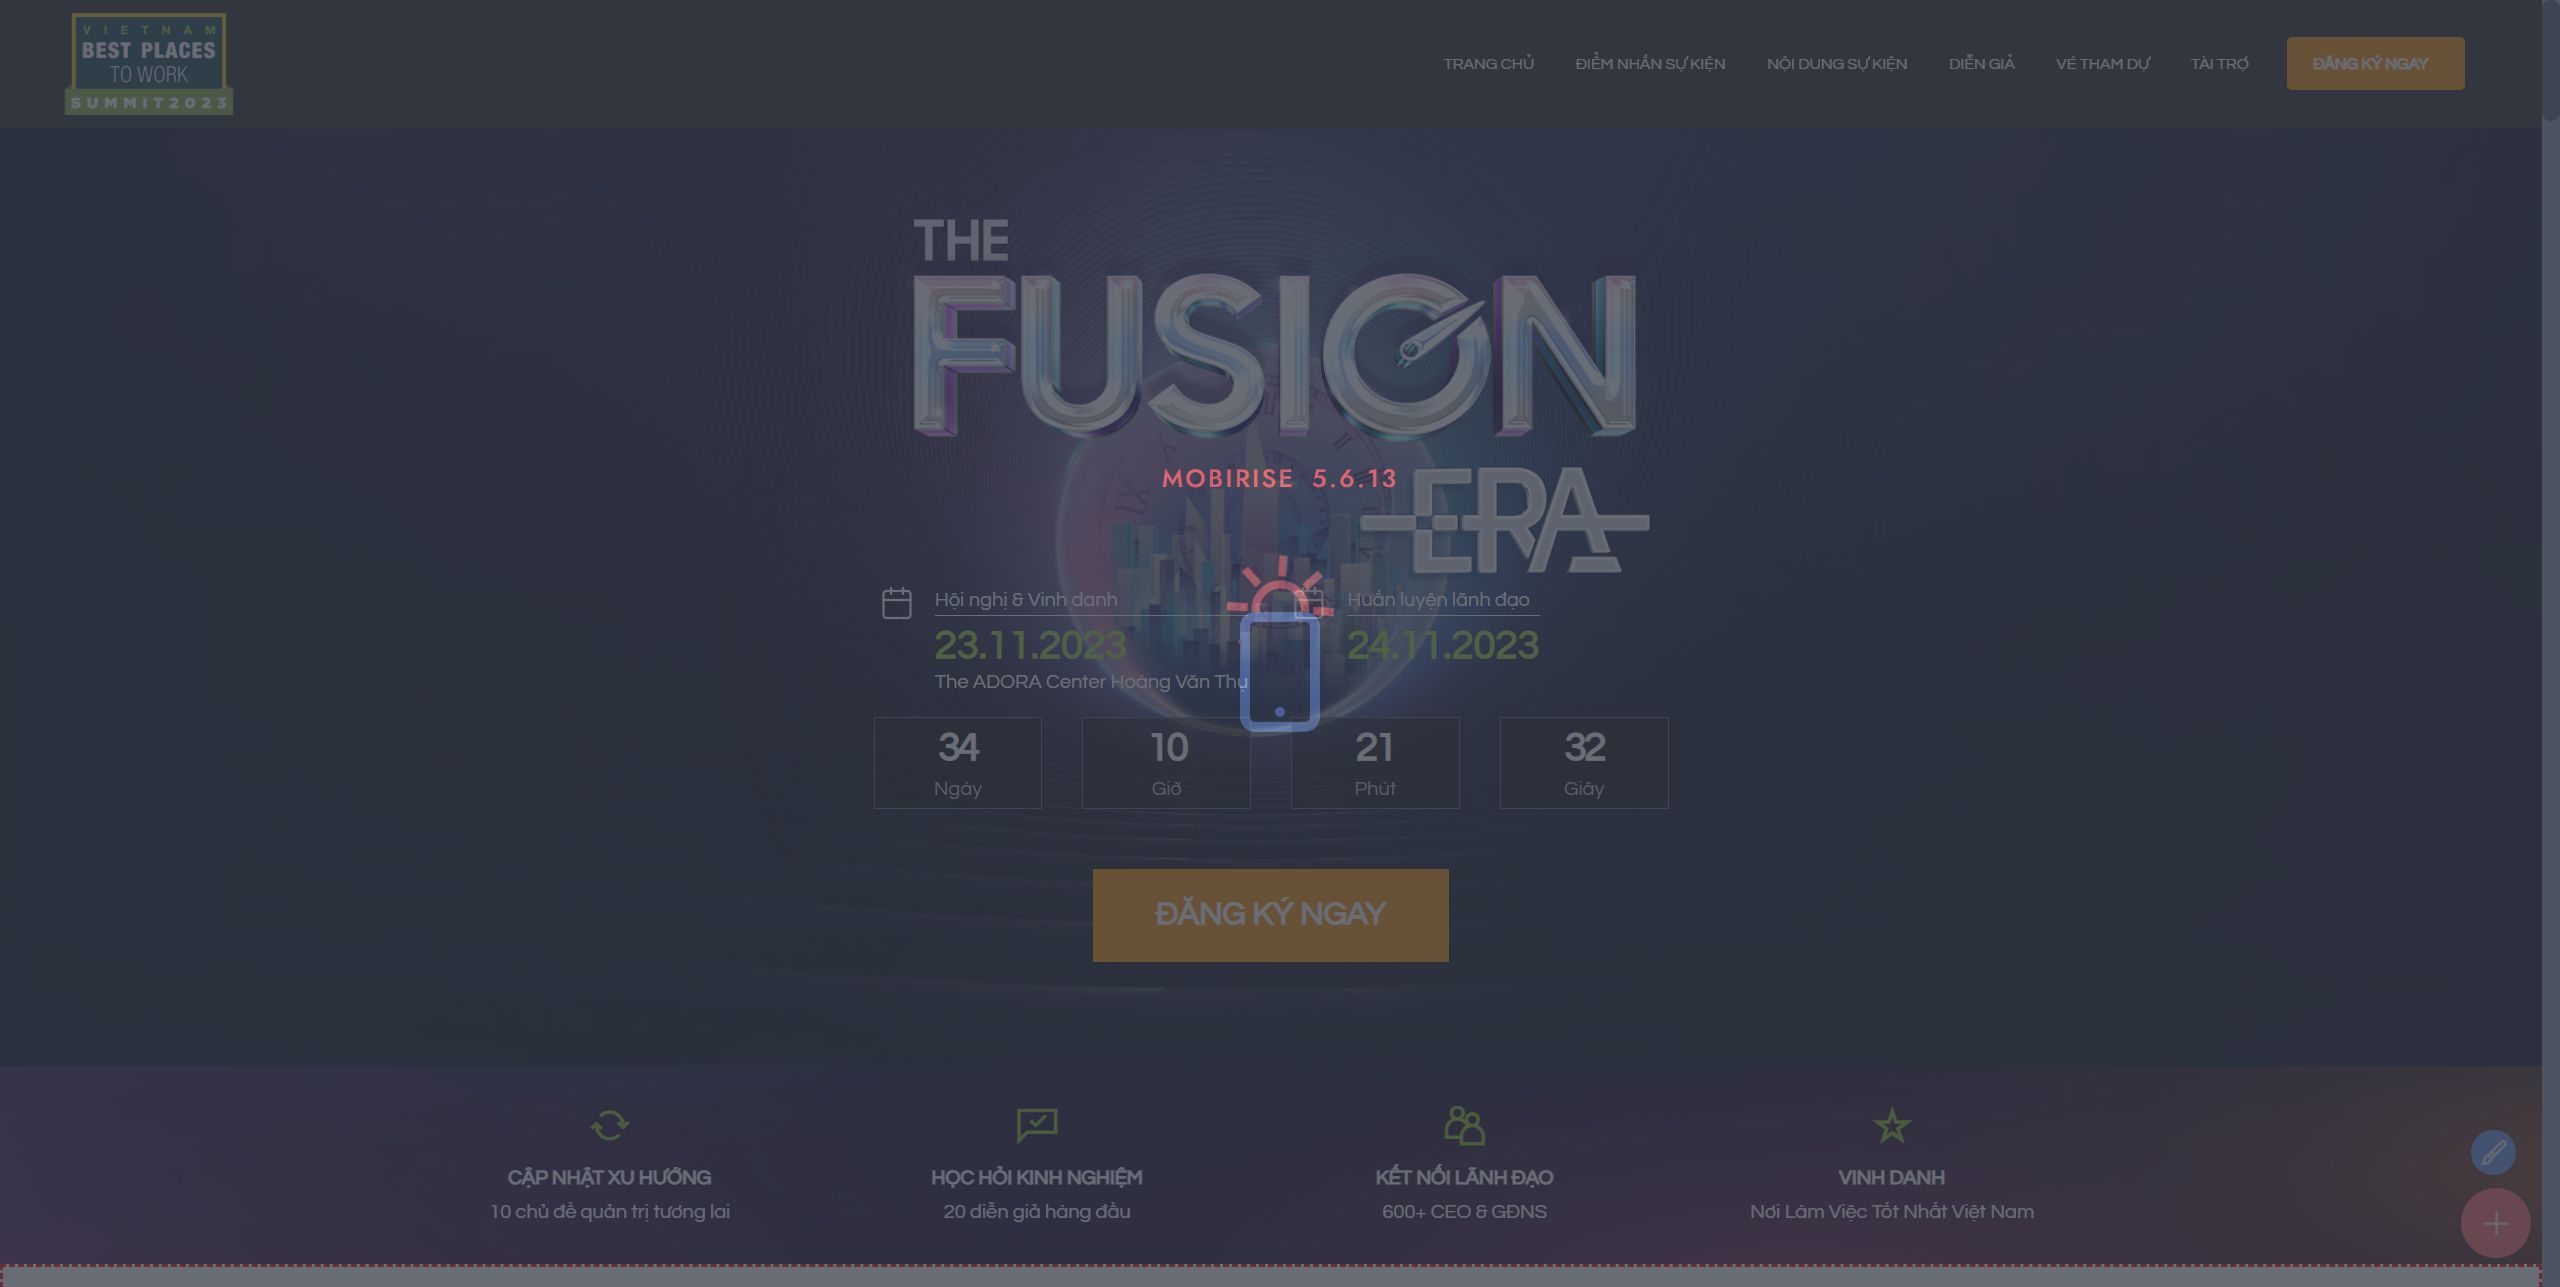 VIETNAM
BEST PLACES
TO WORK
SUMMIT2023
TRANG CHỦ
ĐIỂM NHẤN SỰ KIỆN
NỘI DUNG SỰ KIỆN
DIỄN GIẢ
VÉ THAM DỰ
TÀI TRỢ
ĐĂNG KÝ NGAY
THE
FUSION
MOBIRISE 5.6.13
ERA
Hội nghị & Vinh danh
23.11.2023
The ADORA Center Hoàng Văn Thụ
Huấn luyện lãnh đạo
24.11.2023
34
Ngày
10
Giờ
21
Phút
32
Giây
ĐĂNG KÝ NGAY
CẬP NHẬT XU HƯỚNG
10 chủ đề quản trị tương lai
HỌC HỎI KINH NGHIỆM
20 diễn giả hàng đầu
KẾT NỐI LÃNH ĐẠO
600+ CEO & GĐNS
VINH DANH
Nơi Làm Việc Tốt Nhất Việt Nam